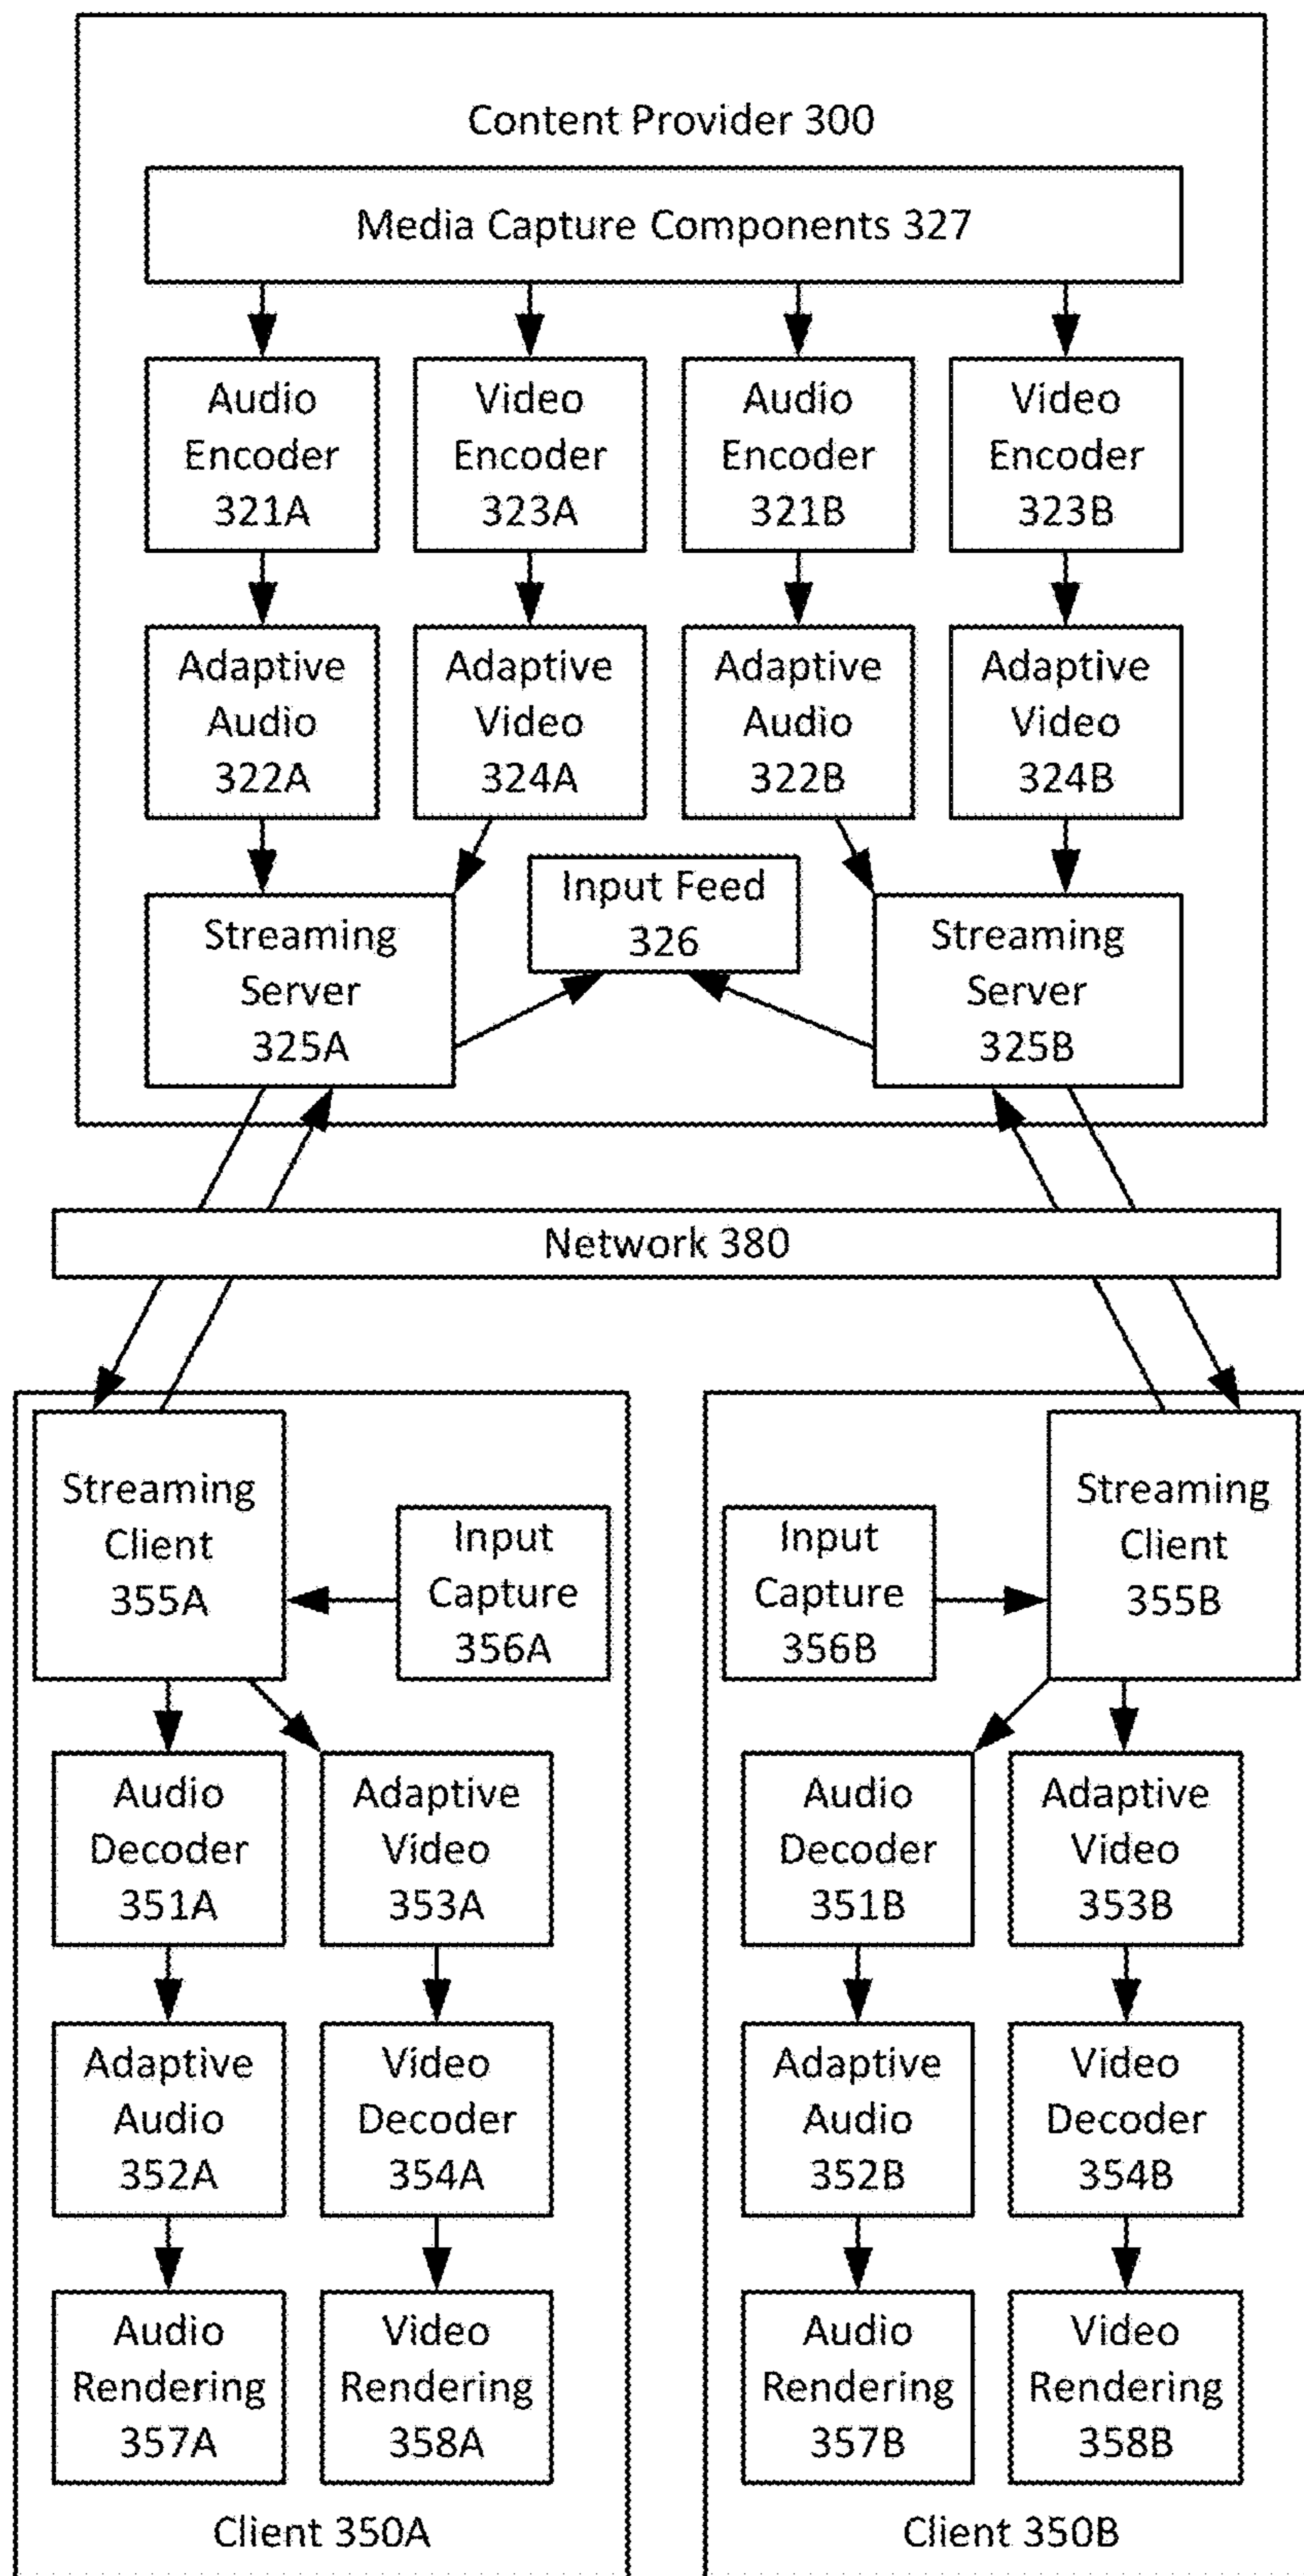 Content Provider 300
Media Capture Components 327
Audio
Encoder
321A
Video
Encoder
323A
Audio
Encoder
321B
Video
Encoder
323B
Adaptive
Audio
322A
Adaptive
Video
324A
Adaptive
Audio
322B
Adaptive
Video
324B
Streaming
Server
325A
Input Feed
326
Streaming
Server
325B
Network 380
Streaming
Client
355A
Input
Capture
356A
Audio
Decoder
351A
Adaptive
Video
353A
Adaptive
Audio
352A
Video
Decoder
354A
Audio
Rendering
357A
Video
Rendering
358A
Client 350A
Input
Capture
356B
Streaming
Client
355B
Audio
Decoder
351B
Adaptive
Video
353B
Adaptive
Audio
352B
Video
Decoder
354B
Audio
Rendering
357B
Video
Rendering
358B
Client 350B